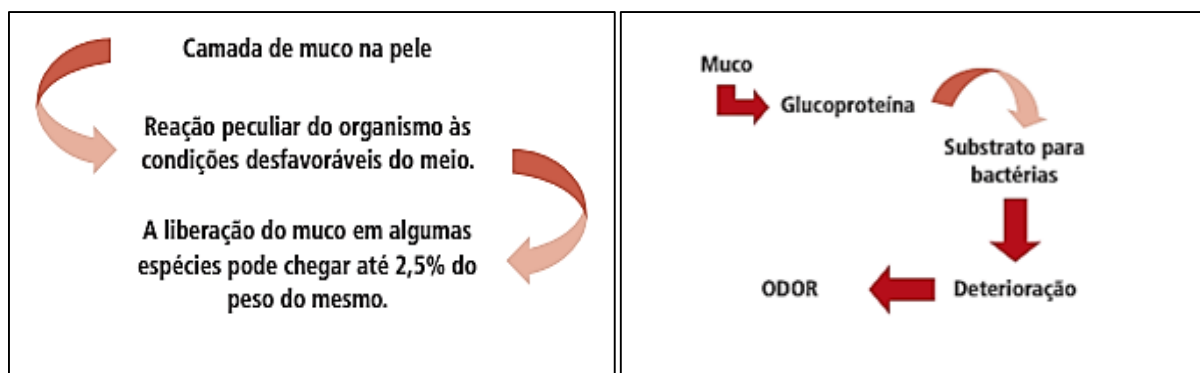 Camada de muco na pele
Reação peculiar do organismo às
condições desfavoráveis do meio.
A liberação do muco em algumas
espécies pode chegar até 2,5% do
peso do mesmo.
Muco
Glucoproteína
Substrato para
bactérias
Deterioração
ODOR